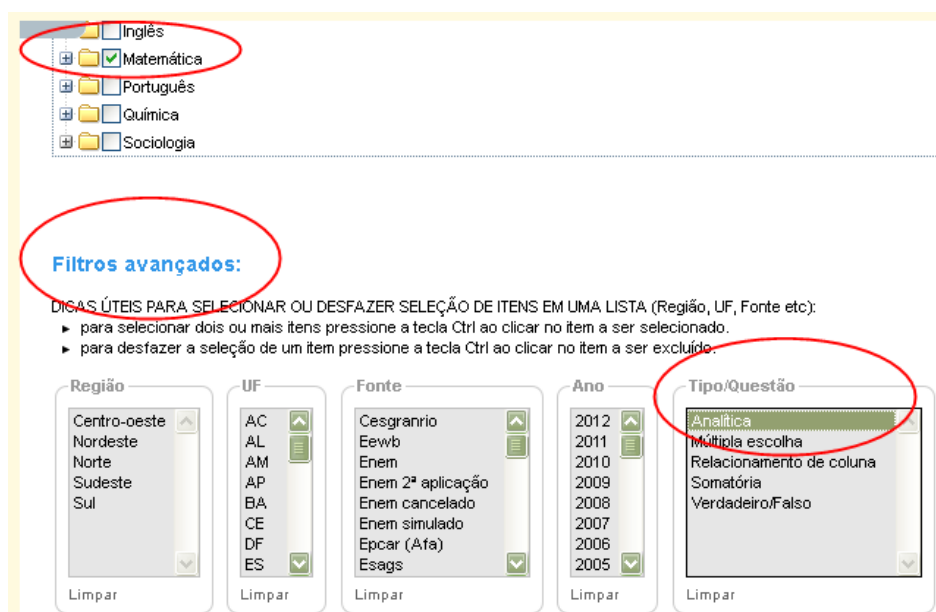 Inglês
Matemática
Português
Química
Sociologia
Filtros avançados:
DICAS ÚTEIS PARA SELECIONAR OU DESFAZER SELEÇÃO DE ITENS EM UMA LISTA (Região, UF, Fonte etc):
► para selecionar dois ou mais itens pressione a tecla Ctrl ao clicar no item a ser selecionado.
► para desfazer a seleção de um item pressione a tecla Ctrl ao clicar no item a ser excluído.
Região
Centro-oeste
Nordeste
Norte
Sudeste
Sul
Limpar
UF
AC
AL
AM
AP
BA
CE
DF
ES
Limpar
Fonte
Cesgranrio
Eewb
Enem
Enem 2ª aplicação
Enem cancelado
Enem simulado
Epcar (Afa)
Esags
Limpar
Ano
2012
2011
2010
2009
2008
2007
2006
2005
Limpar
Tipo/Questão
Analítica
Múltipla escolha
Relacionamento de coluna
Somatória
Verdadeiro/Falso
Limpar